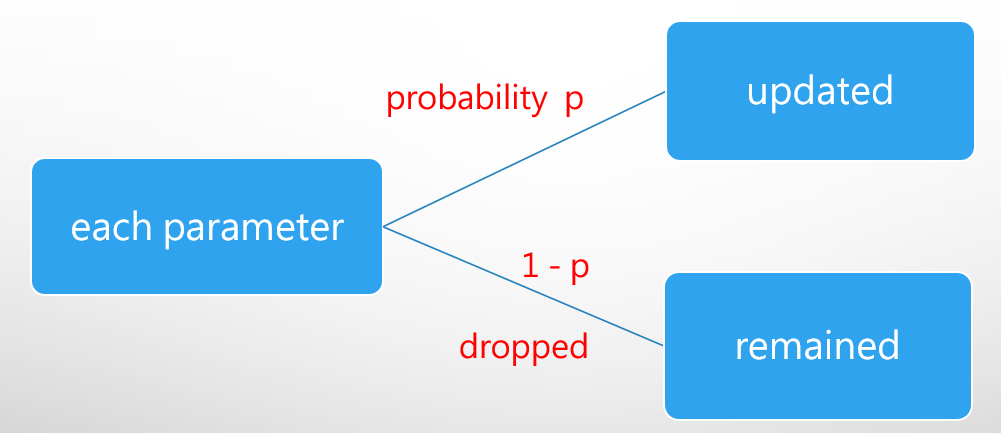 each parameter
probability p
updated
1 - p
dropped
remained